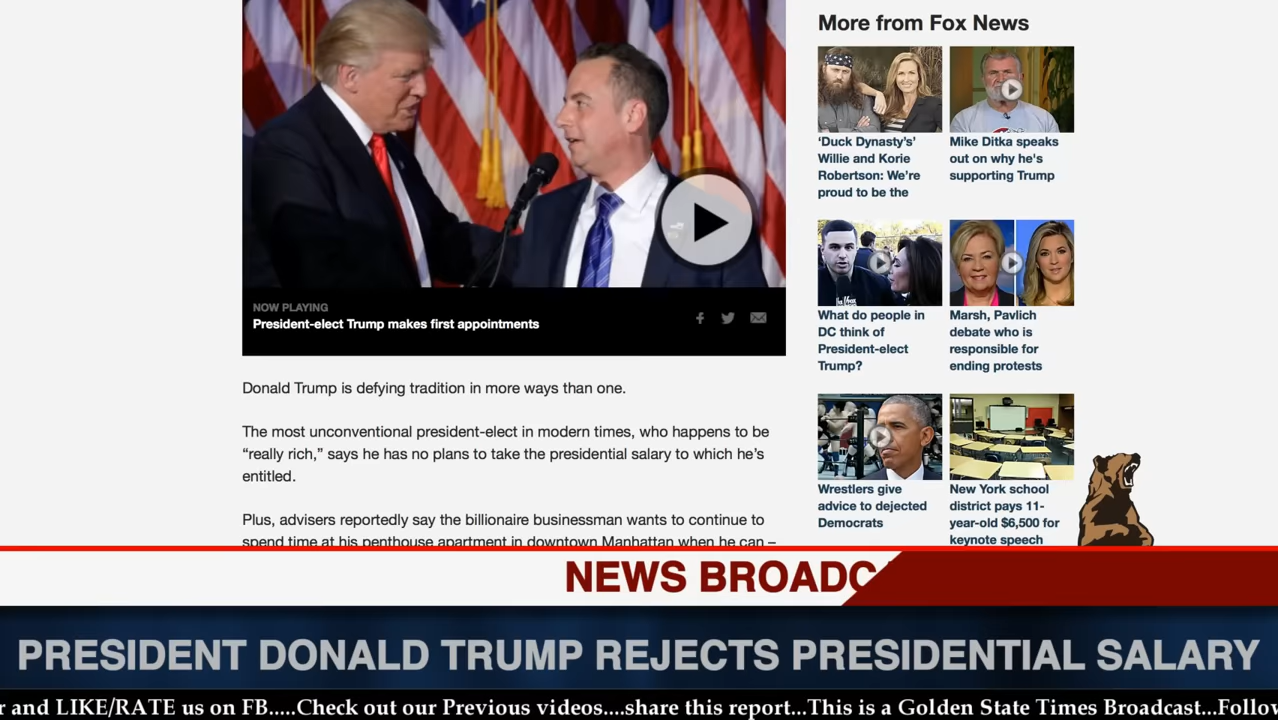 NOW PLAYING
President-elect Trump makes first appointments
Donald Trump is defying tradition in more ways than one.
The most unconventional president-elect in modern times, who happens to be
“really rich,” says he has no plans to take the presidential salary to which he’s
entitled.
Plus, advisers reportedly say the billionaire businessman wants to continue to
spend time at his penthouse apartment in downtown Manhattan when he can –
More from Fox News
‘Duck Dynasty’s’
Willie and Korie
Robertson: We’re
proud to be the
Mike Ditka speaks
out on why he's
supporting Trump
What do people in
DC think of
President-elect
Trump?
Marsh, Pavlich
debate who is
responsible for
ending protests
Wrestlers give
advice to dejected
Democrats
New York school
district pays 11-
year-old $6,500 for
keynote speech
NEWS BROADC
PRESIDENT DONALD TRUMP REJECTS PRESIDENTIAL SALARY
r and LIKE/RATE us on FB.....Check out our Previous videos....share this report...This is a Golden State Times Broadcast...Follow